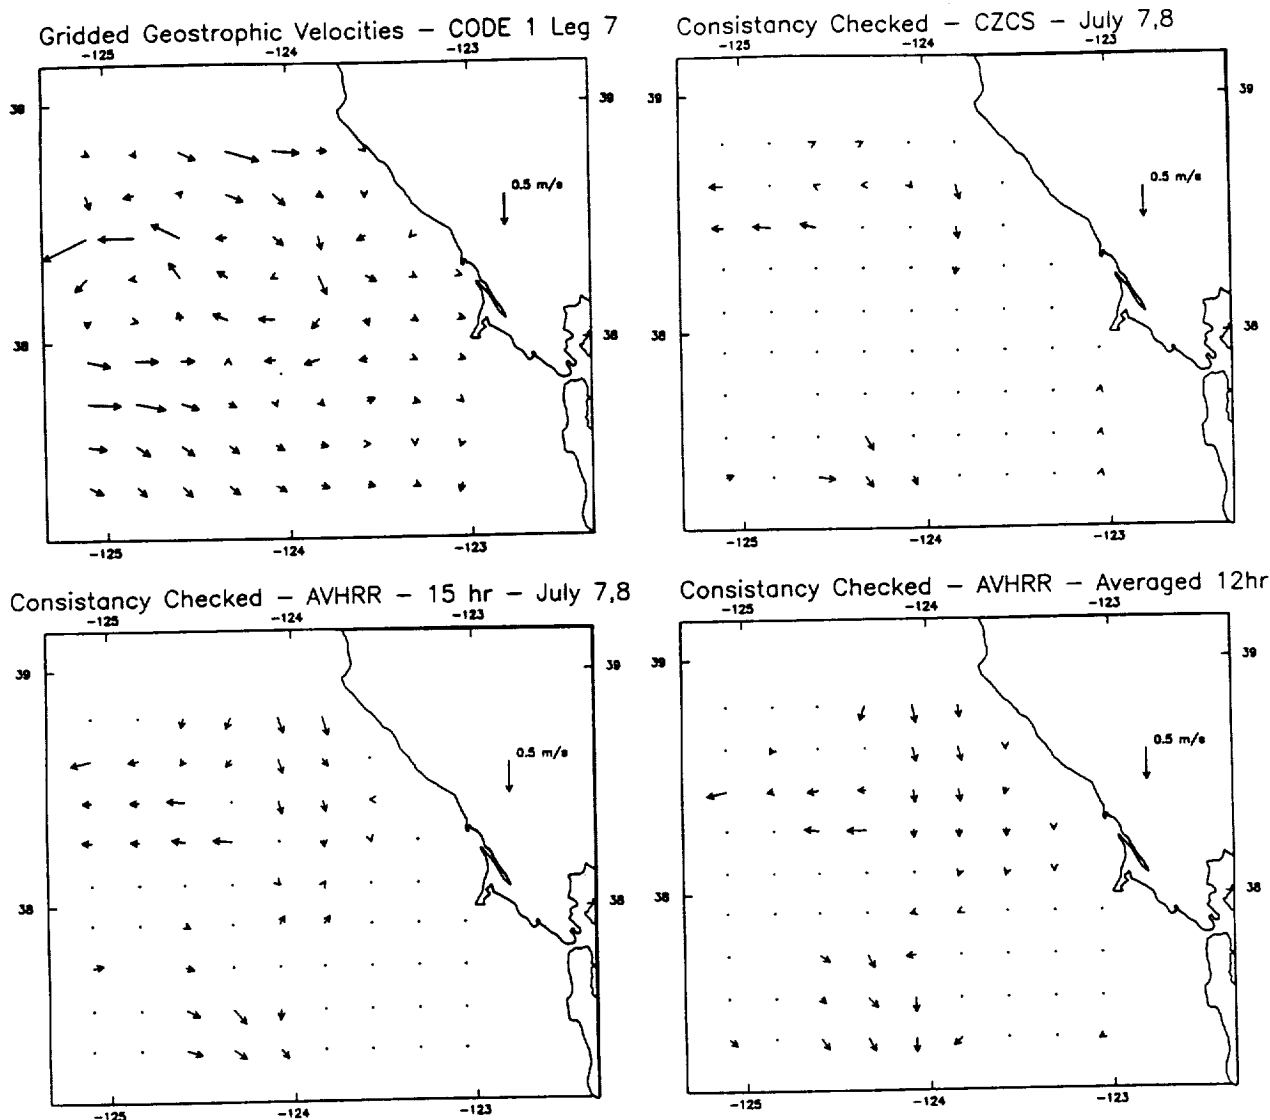 Gridded Geostrophic Velocities – CODE 1 Leg 7
-125 -124 -123
39 39
0.5 m/s
38 38
-125 -124 -123
Consistancy Checked – CZCS – July 7,8
-125 -124 -123
39 39
0.5 m/s
38 38
-125 -124 -123
Consistancy Checked – AVHRR – 15 hr – July 7,8
-125 -124 -123
39 39
0.5 m/s
38 38
-125 -124 -123
Consistancy Checked – AVHRR – Averaged 12hr
-125 -124 -123
39 39
0.5 m/s
38 38
-125 -124 -123